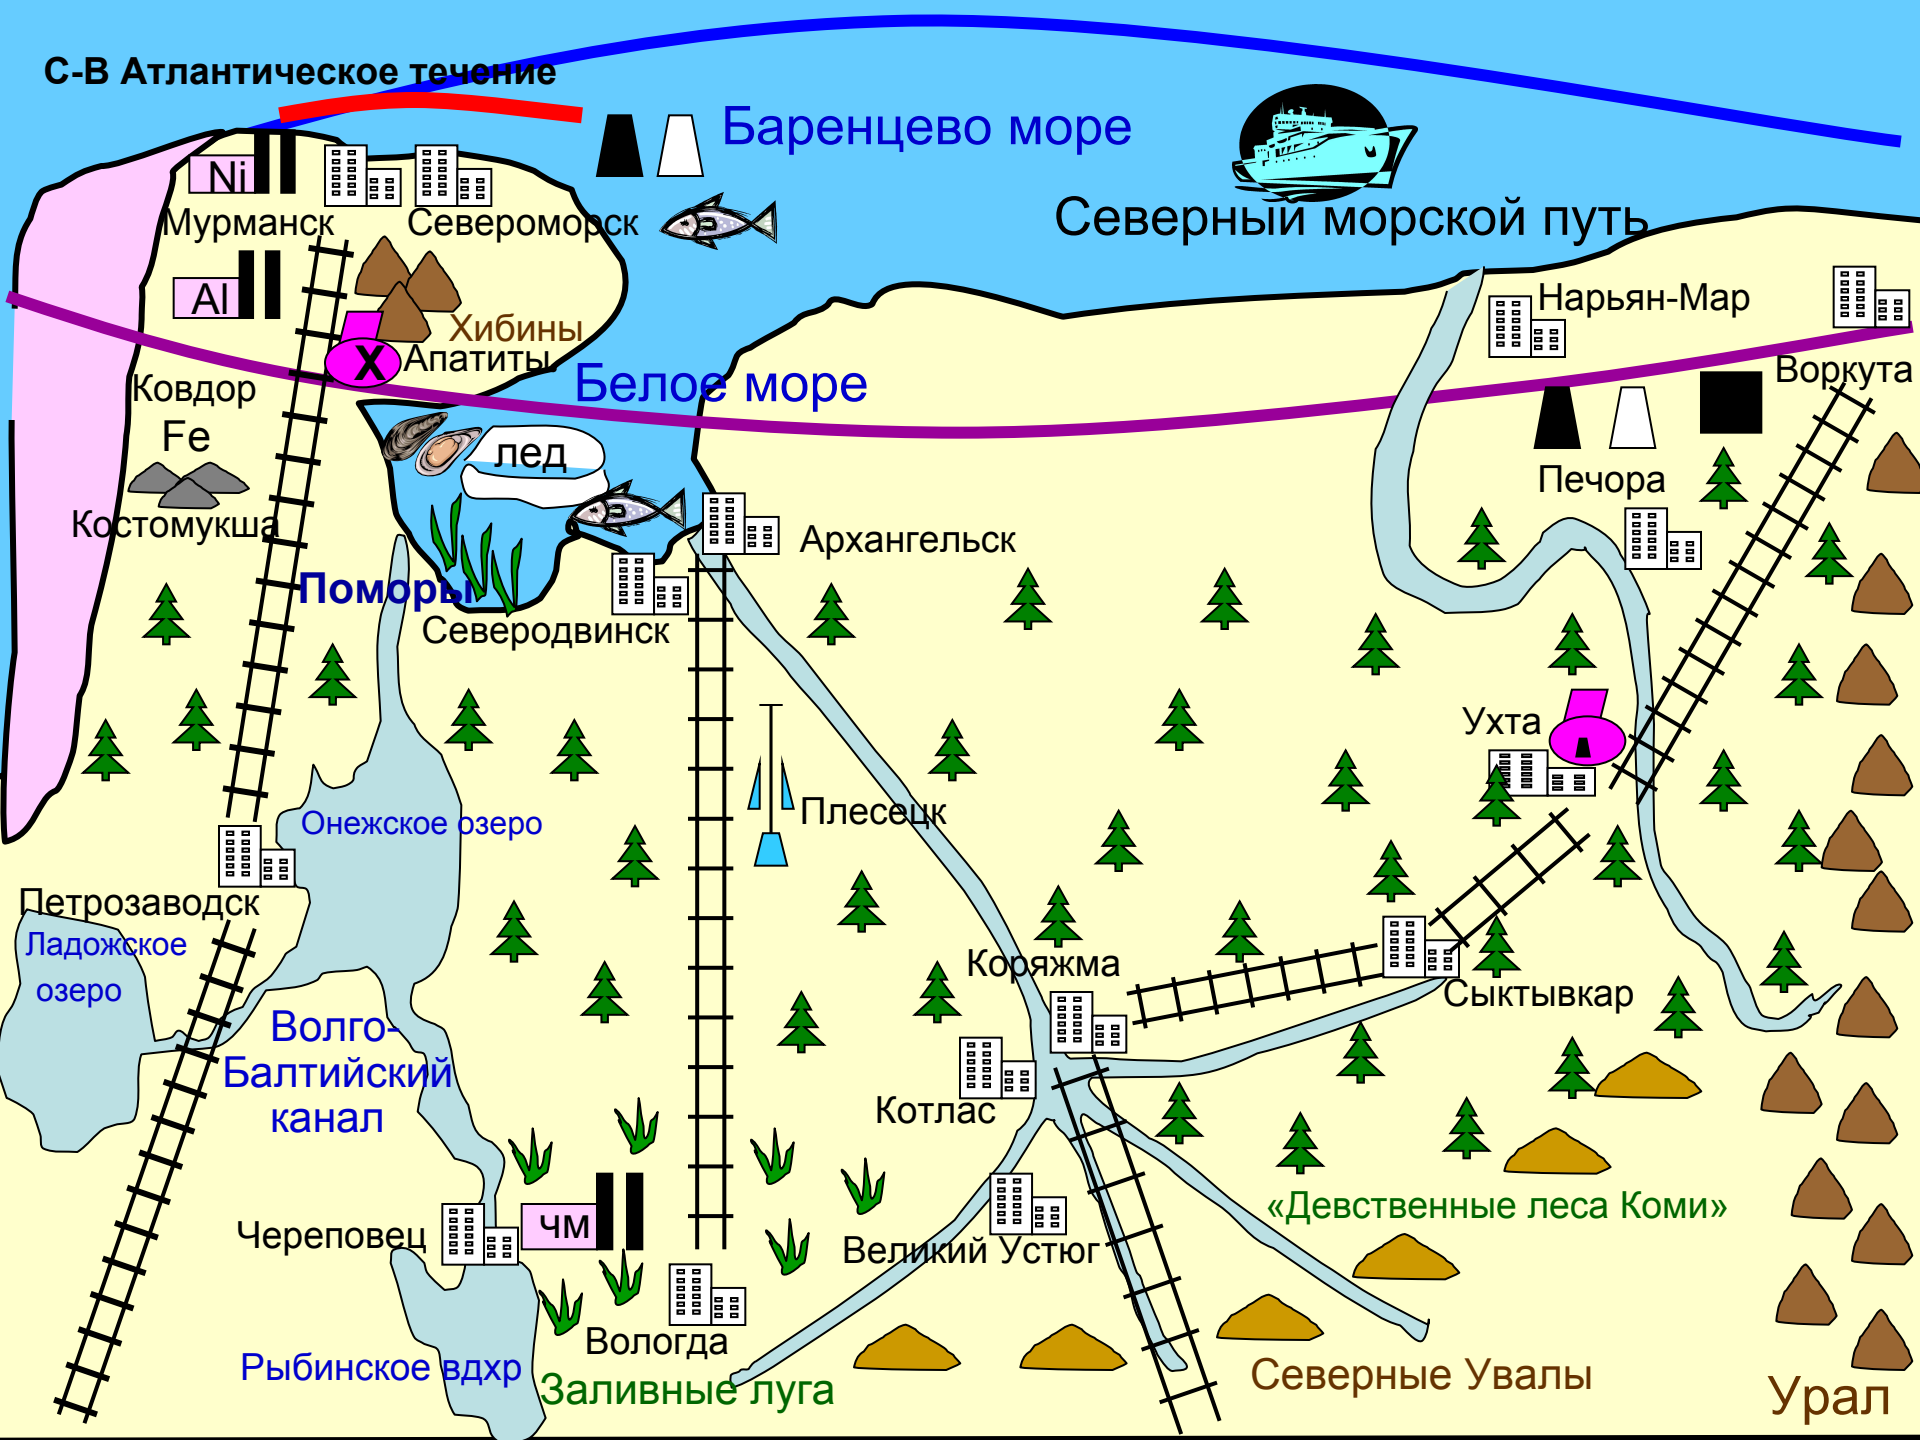 С-В Атлантическое течение
Баренцево море
Ni
Мурманск
Североморск
Северный морской путь
Al
Хибины
Нарьян-Мар
X
Апатиты
Белое море
Воркута
Ковдор
Fe
лед
Печора
Костомукша
Архангельск
Поморы
Северодвинск
Ухта
Онежское озеро
Плесецк
Петрозаводск
Ладожское
озеро
Коряжма
Сыктывкар
Волго-
Балтийский
канал
Котлас
«Девственные леса Коми»
Череповец
чм
Великий Устюг
Вологда
Рыбинское вдхр
Заливные луга
Северные Увалы
Урал